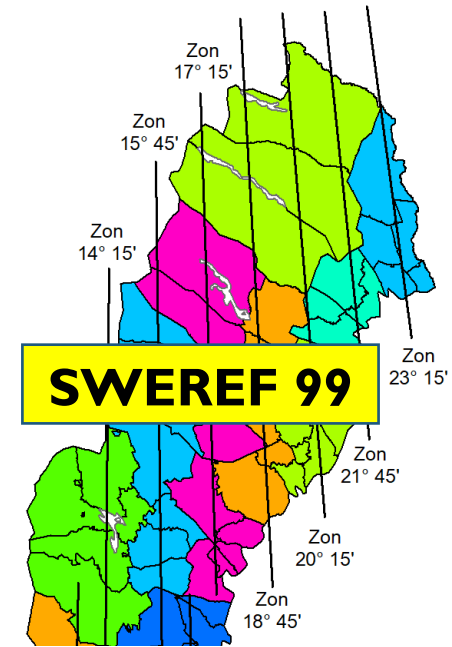 Zon
17° 15'
Zon
15° 45'
Zon
14° 15'
SWEREF 99
Zon
23° 15'
Zon
21° 45'
Zon
20° 15'
Zon
18° 45'